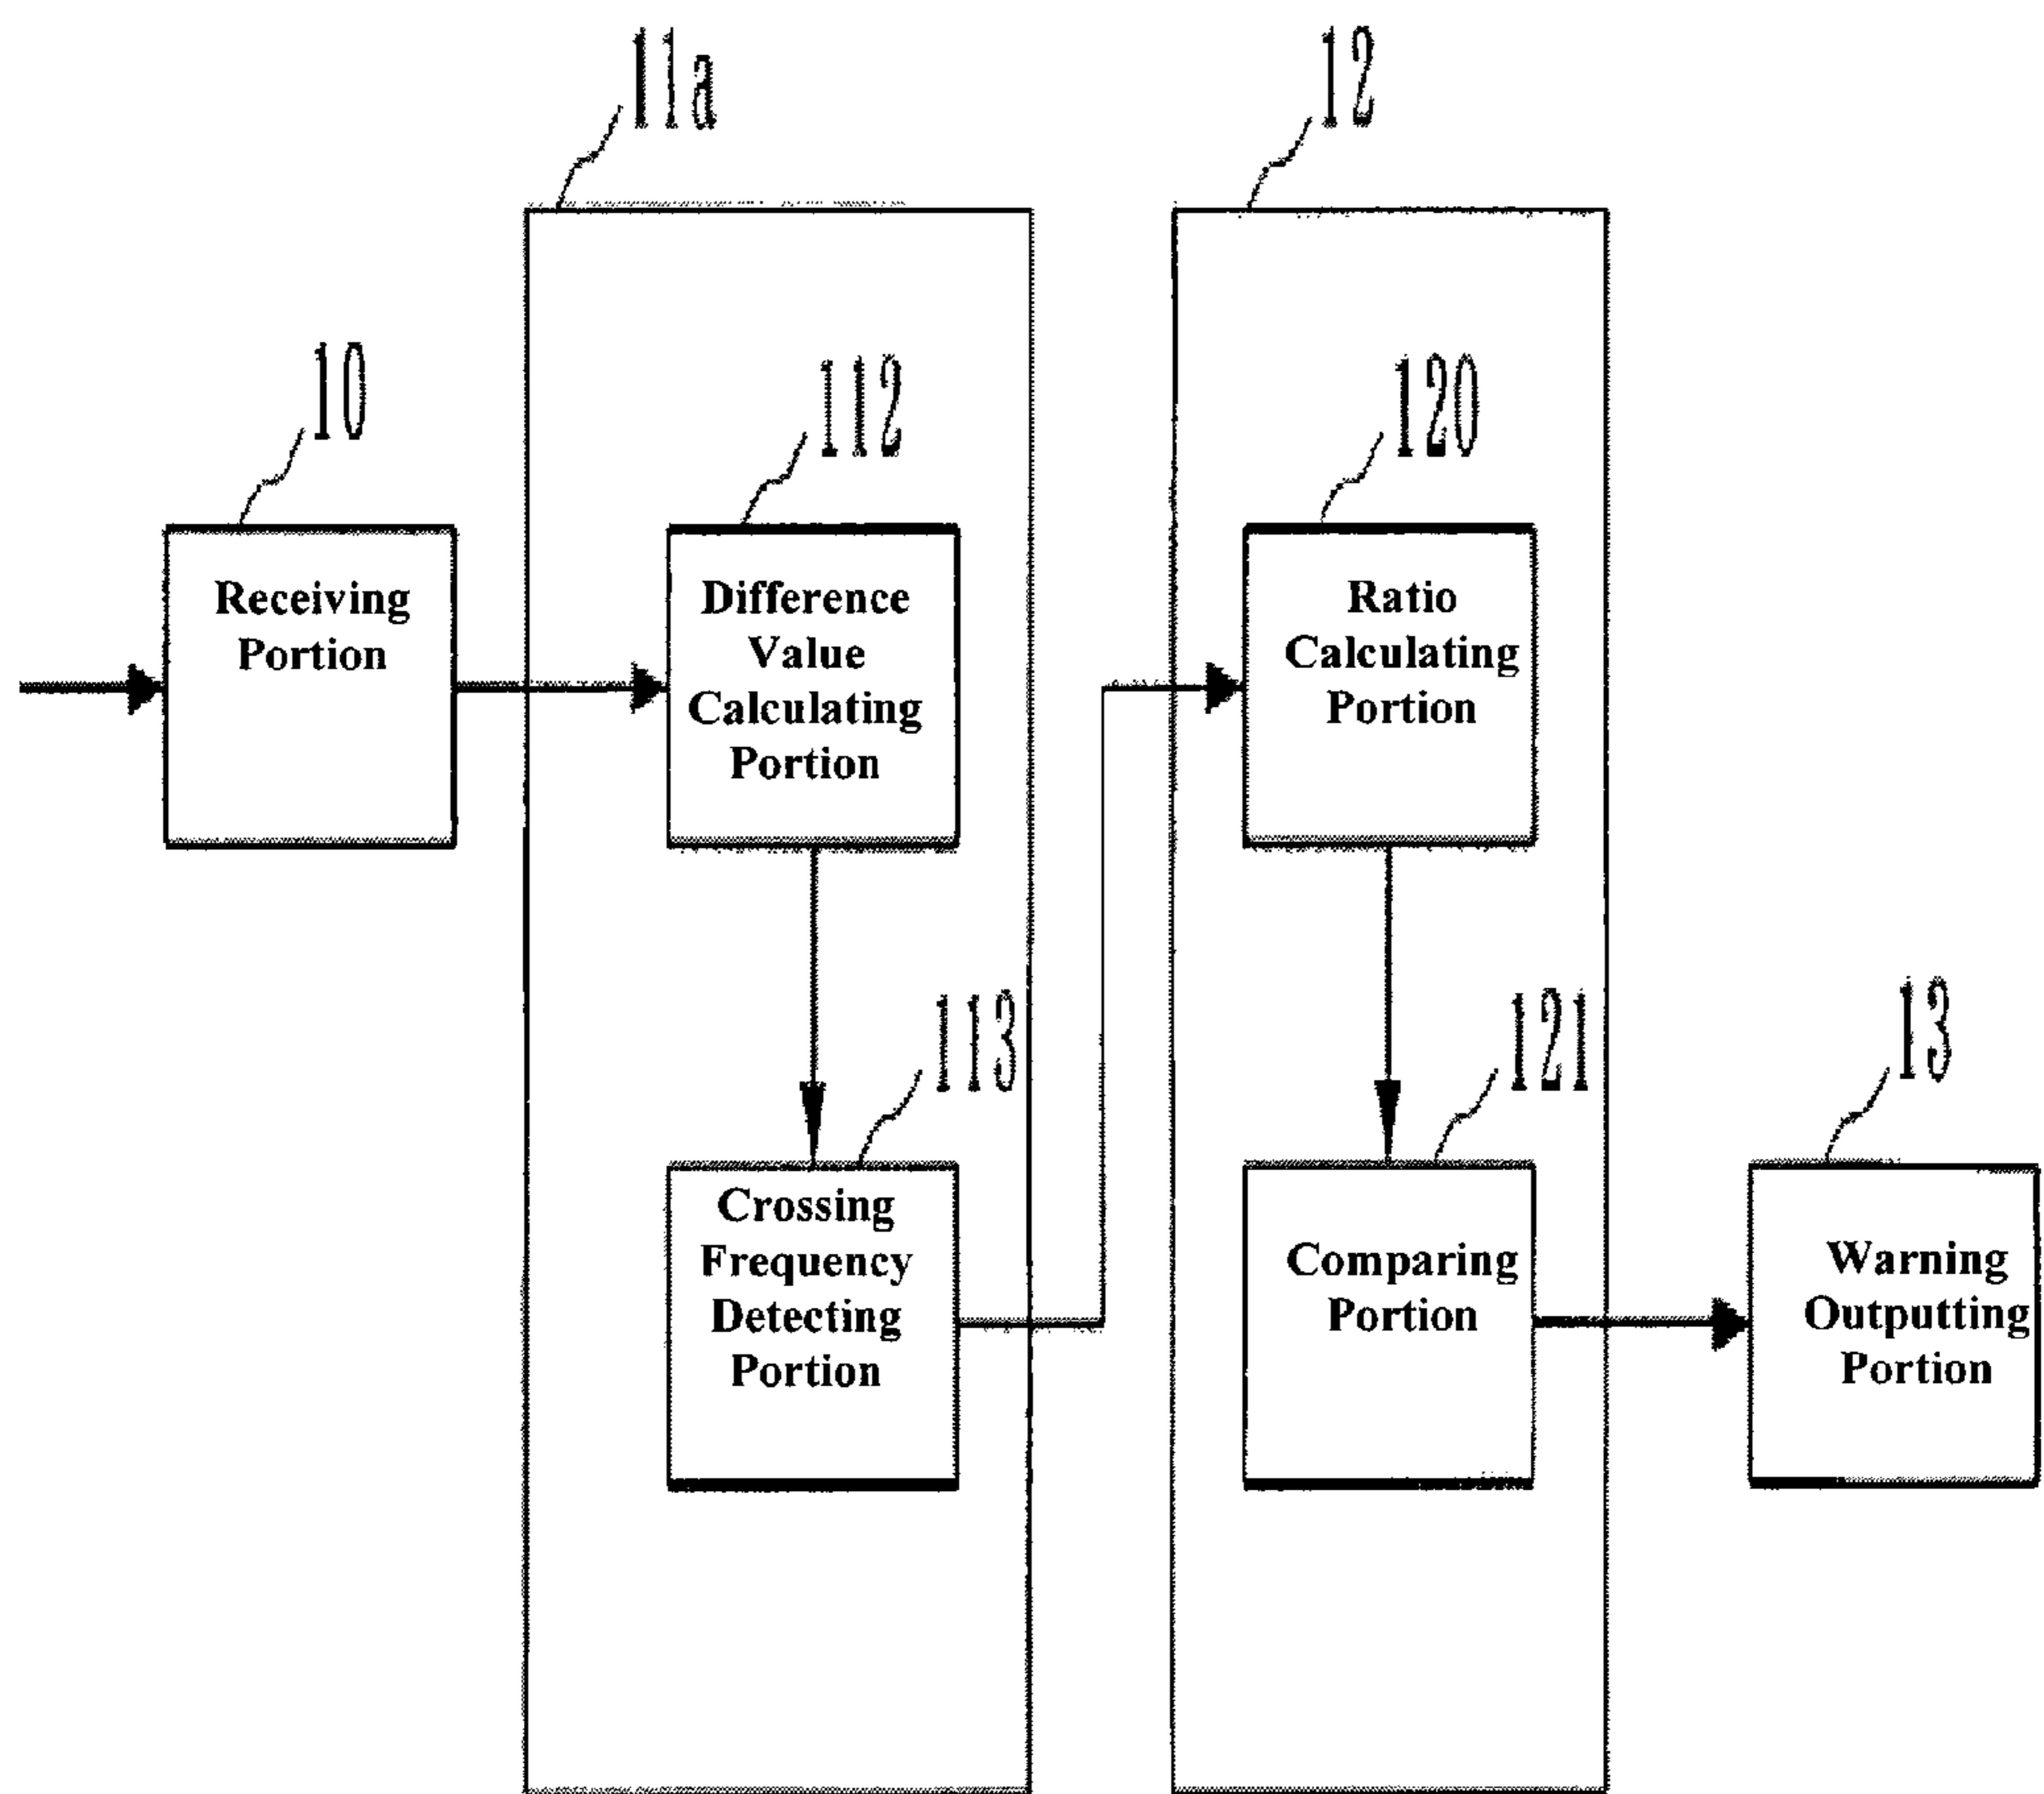 11a
12
10
112
120
Receiving
Portion
Difference
Value
Calculating
Portion
Ratio
Calculating
Portion
113
121
13
Crossing
Frequency
Detecting
Portion
Comparing
Portion
Warning
Outputting
Portion